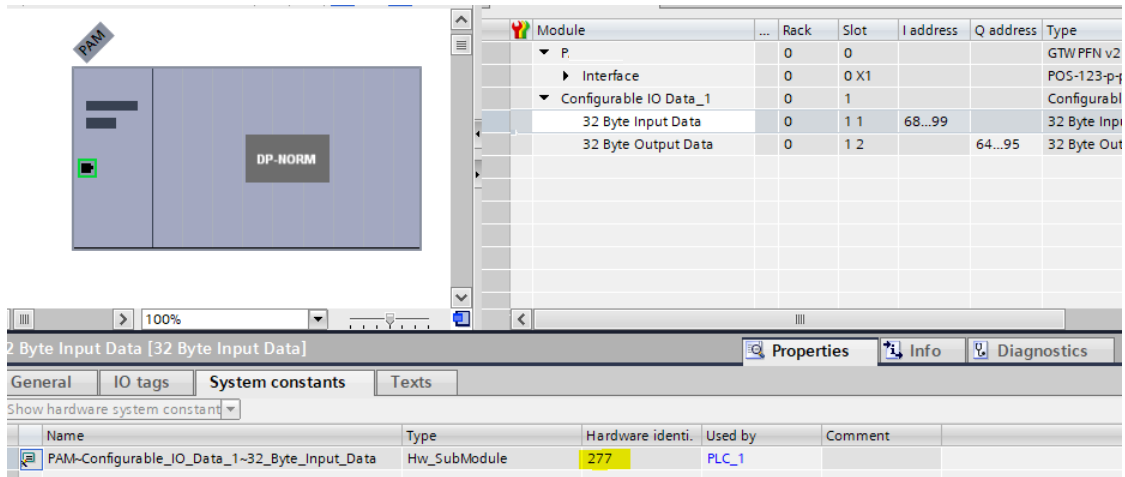 PAM
DP-NORM
100%
Module ... Rack Slot I address Q address Type
P. 0 0 GTW PFN v2
Interface 0 0 X1 POS-123-p-p
Configurable IO Data_1 0 1 Configurabl
32 Byte Input Data 0 1 1 68...99 32 Byte Inpu
32 Byte Output Data 0 1 2 64...95 32 Byte Out
2 Byte Input Data [32 Byte Input Data] Properties Info Diagnostics
General IO tags System constants Texts
Show hardware system constant
Name Type Hardware identi. Used by Comment
PAM~Configurable_IO_Data_1~32_Byte_Input_Data Hw_SubModule 277 PLC_1